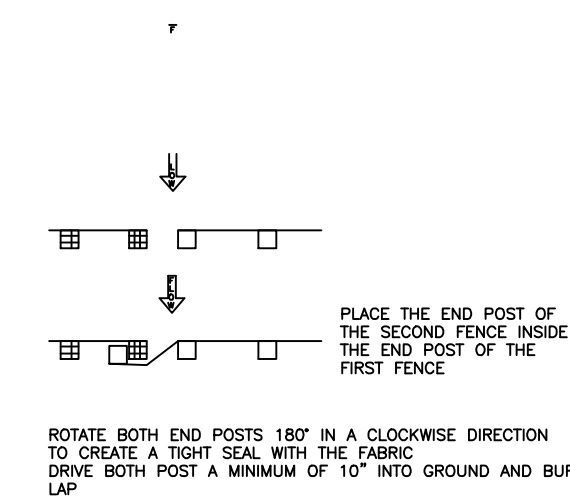 F
LOW
FLOW
PLACE THE END POST OF
THE SECOND FENCE INSIDE
THE END POST OF THE
FIRST FENCE
ROTATE BOTH END POSTS 180° IN A CLOCKWISE DIRECTION
TO CREATE A TIGHT SEAL WITH THE FABRIC
DRIVE BOTH POST A MINIMUM OF 10” INTO GROUND AND
LAP